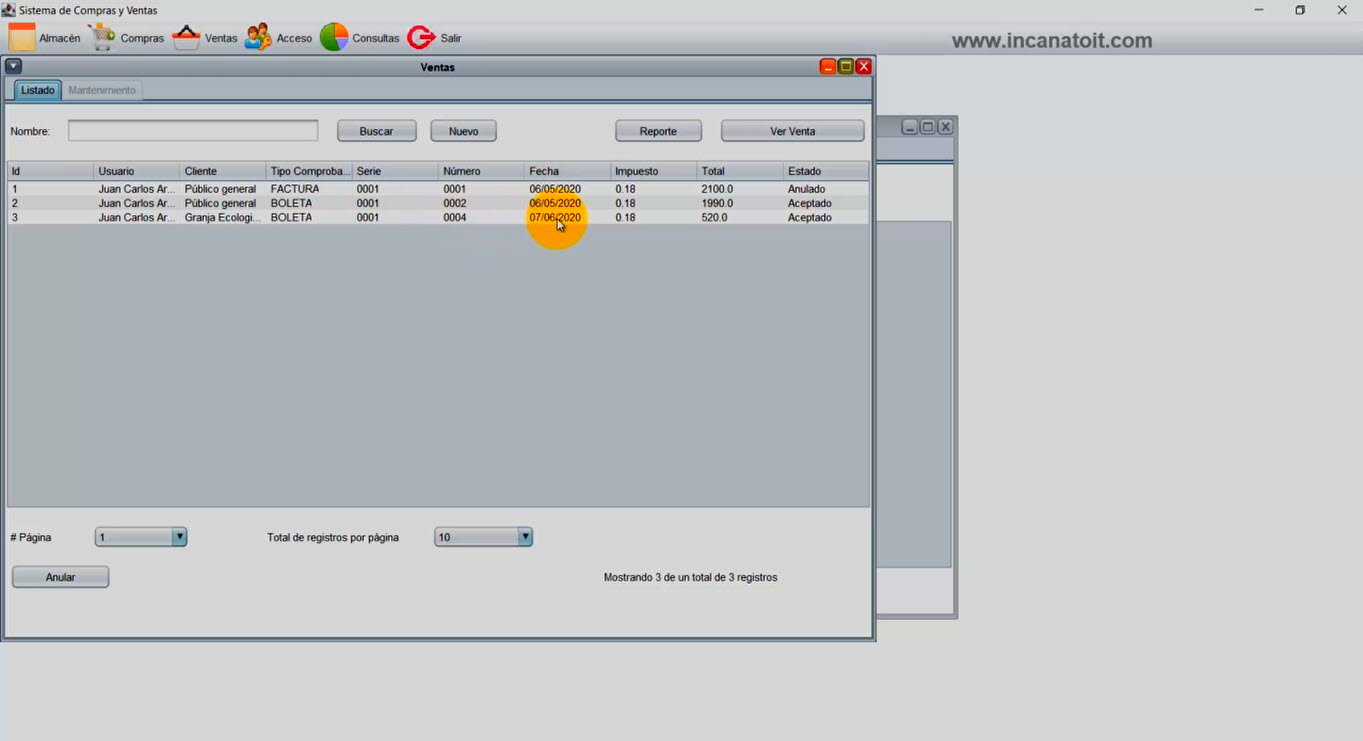 Sistema de Compras y Ventas
Almacén Compras Ventas Acceso Consultas Salir
www.incanatoit.com
Ventas
Listado Mantenimiento
Nombre: Buscar Nuevo Reporte Ver Venta
Id Usuario Cliente Tipo Comproba... Serie Número Fecha Impuesto Total Estado
1 Juan Carlos Ar... Público general FACTURA 0001 0001 06/05/2020 0.18 2100.0 Anulado
2 Juan Carlos Ar... Público general BOLETA 0001 0002 06/05/2020 0.18 1990.0 Aceptado
3 Juan Carlos Ar... Granja Ecologi... BOLETA 0001 0004 07/06/2020 0.18 520.0 Aceptado
# Página 1 Total de registros por página 10
Anular Mostrando 3 de un total de 3 registros